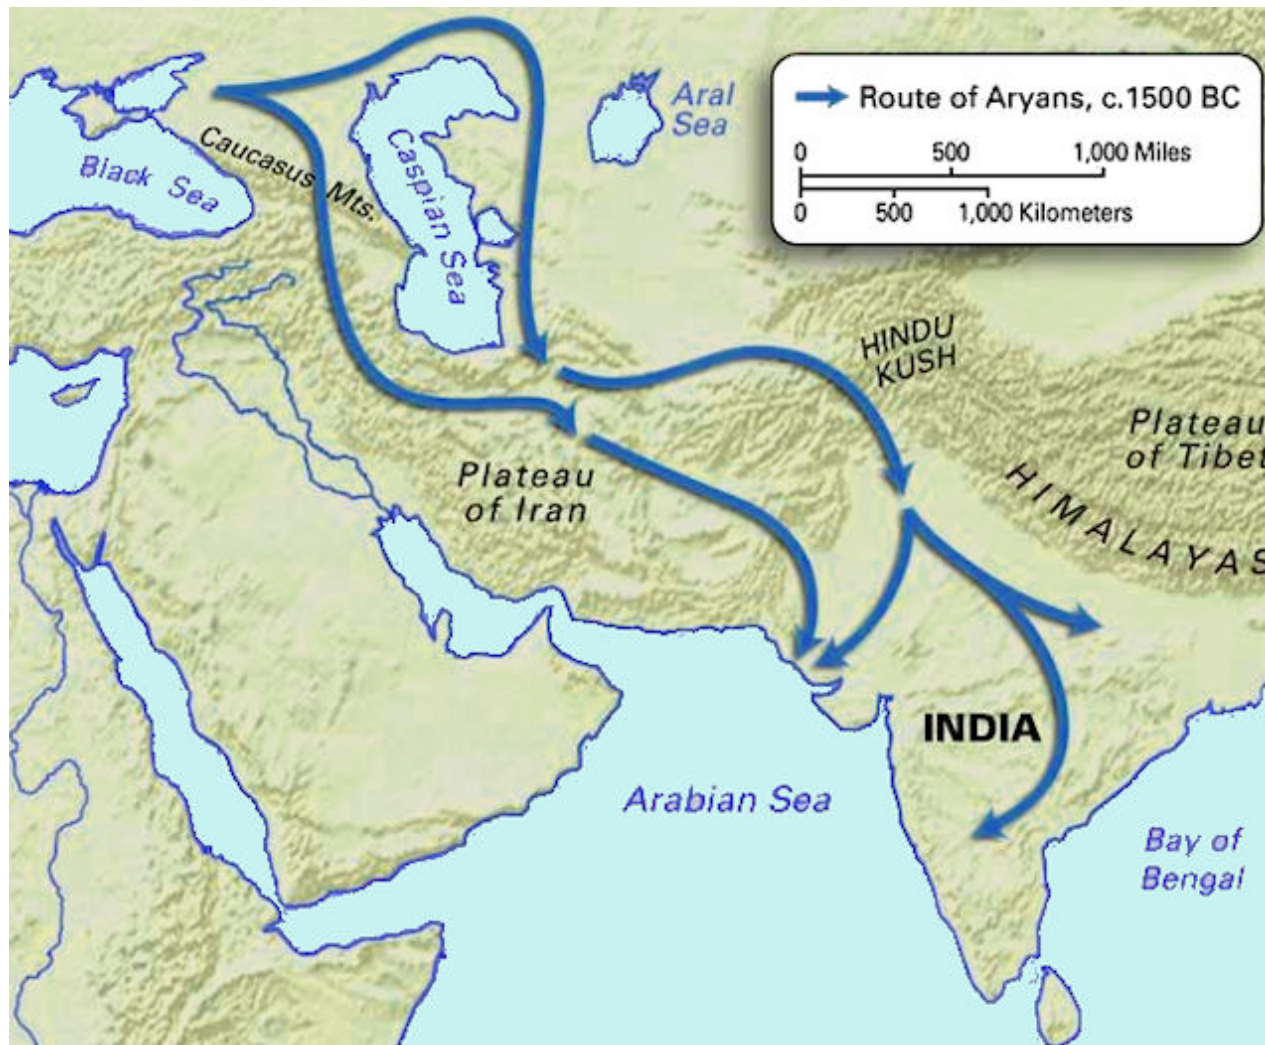 Route of Aryans, c.1500 BC
0 500 1,000 Miles
0 500 1,000 Kilometers
Aral
Sea
Black Sea
Caucasus Mts.
Caspian Sea
HINDU
KUSH
Plateau
of Tibet
HIMALAYAS
Plateau
of Iran
INDIA
Arabian Sea
Bay of
Bengal